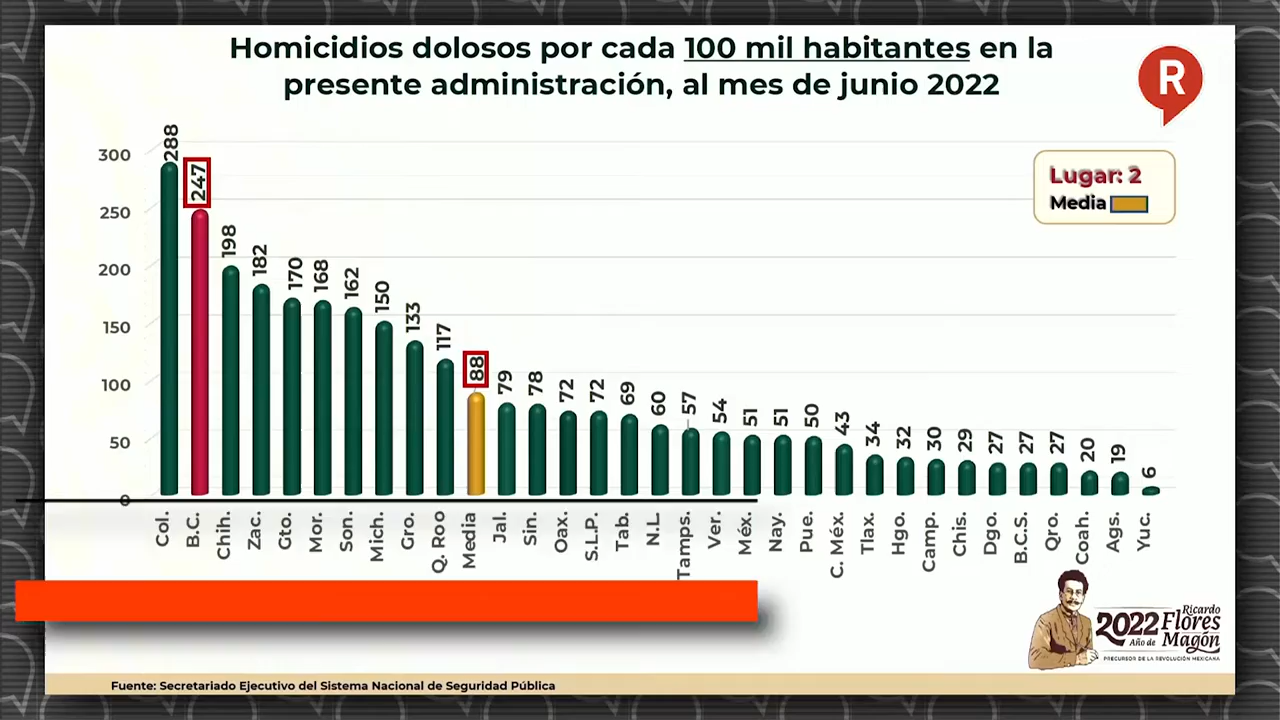 Homicidios dolosos por cada 100 mil habitantes en la
presente administración, al mes de junio 2022
R
Lugar: 2
Media
300
250
200
150
100
50
0
288
247
198
182
170
168
162
150
133
117
88
79
78
72
72
69
60
57
54
51
51
50
43
34
32
30
29
27
27
27
20
19
6
Col.
B.C.
Chih.
Zac.
Gto.
Mor.
Son.
Mich.
Gro.
Q. Roo
Media
Jal.
Sin.
Oax.
S.L.P.
Tab.
N.L.
Tamps.
Ver.
Méx.
Nay.
Pue.
C. Méx.
Tlax.
Hgo.
Camp.
Chis.
Dgo.
B.C.S.
Qro.
Coah.
Ags.
Yuc.
2022 Ricardo
Flores
Año de Magón
PRECURSOR DE LA REVOLUCIÓN MEXICANA
Fuente: Secretariado Ejecutivo del Sistema Nacional de Seguridad Pública